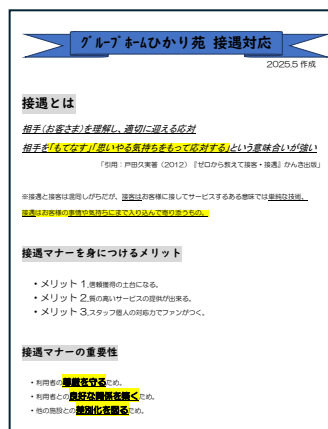 グループホームひかり苑 接遇対応
2025.5 作成
接遇とは
相手（お客さま）を理解し、適切に迎える応対
相手を「もてなす」「思いやる気持ちをもって応対する」という意味合いが強い
「引用：戸田久実著（2012）『ゼロから教えて接客・接遇』かんき出版」
※接遇と接客は混同しがちだが、接客はお客様に接してサービスするある意味では単純な技術、
接遇はお客様の事情や気持ちにまで入り込んで寄り添うもの。
接遇マナーを身につけるメリット
・メリット 1.信頼獲得の土台になる。
・メリット 2.質の高いサービスの提供が出来る。
・メリット 3.スタッフ個人の対応力でファンがつく。
接遇マナーの重要性
・利用者の尊厳を守るため。
・利用者との良好な関係を築くため。
・他の施設との差別化を図るため。